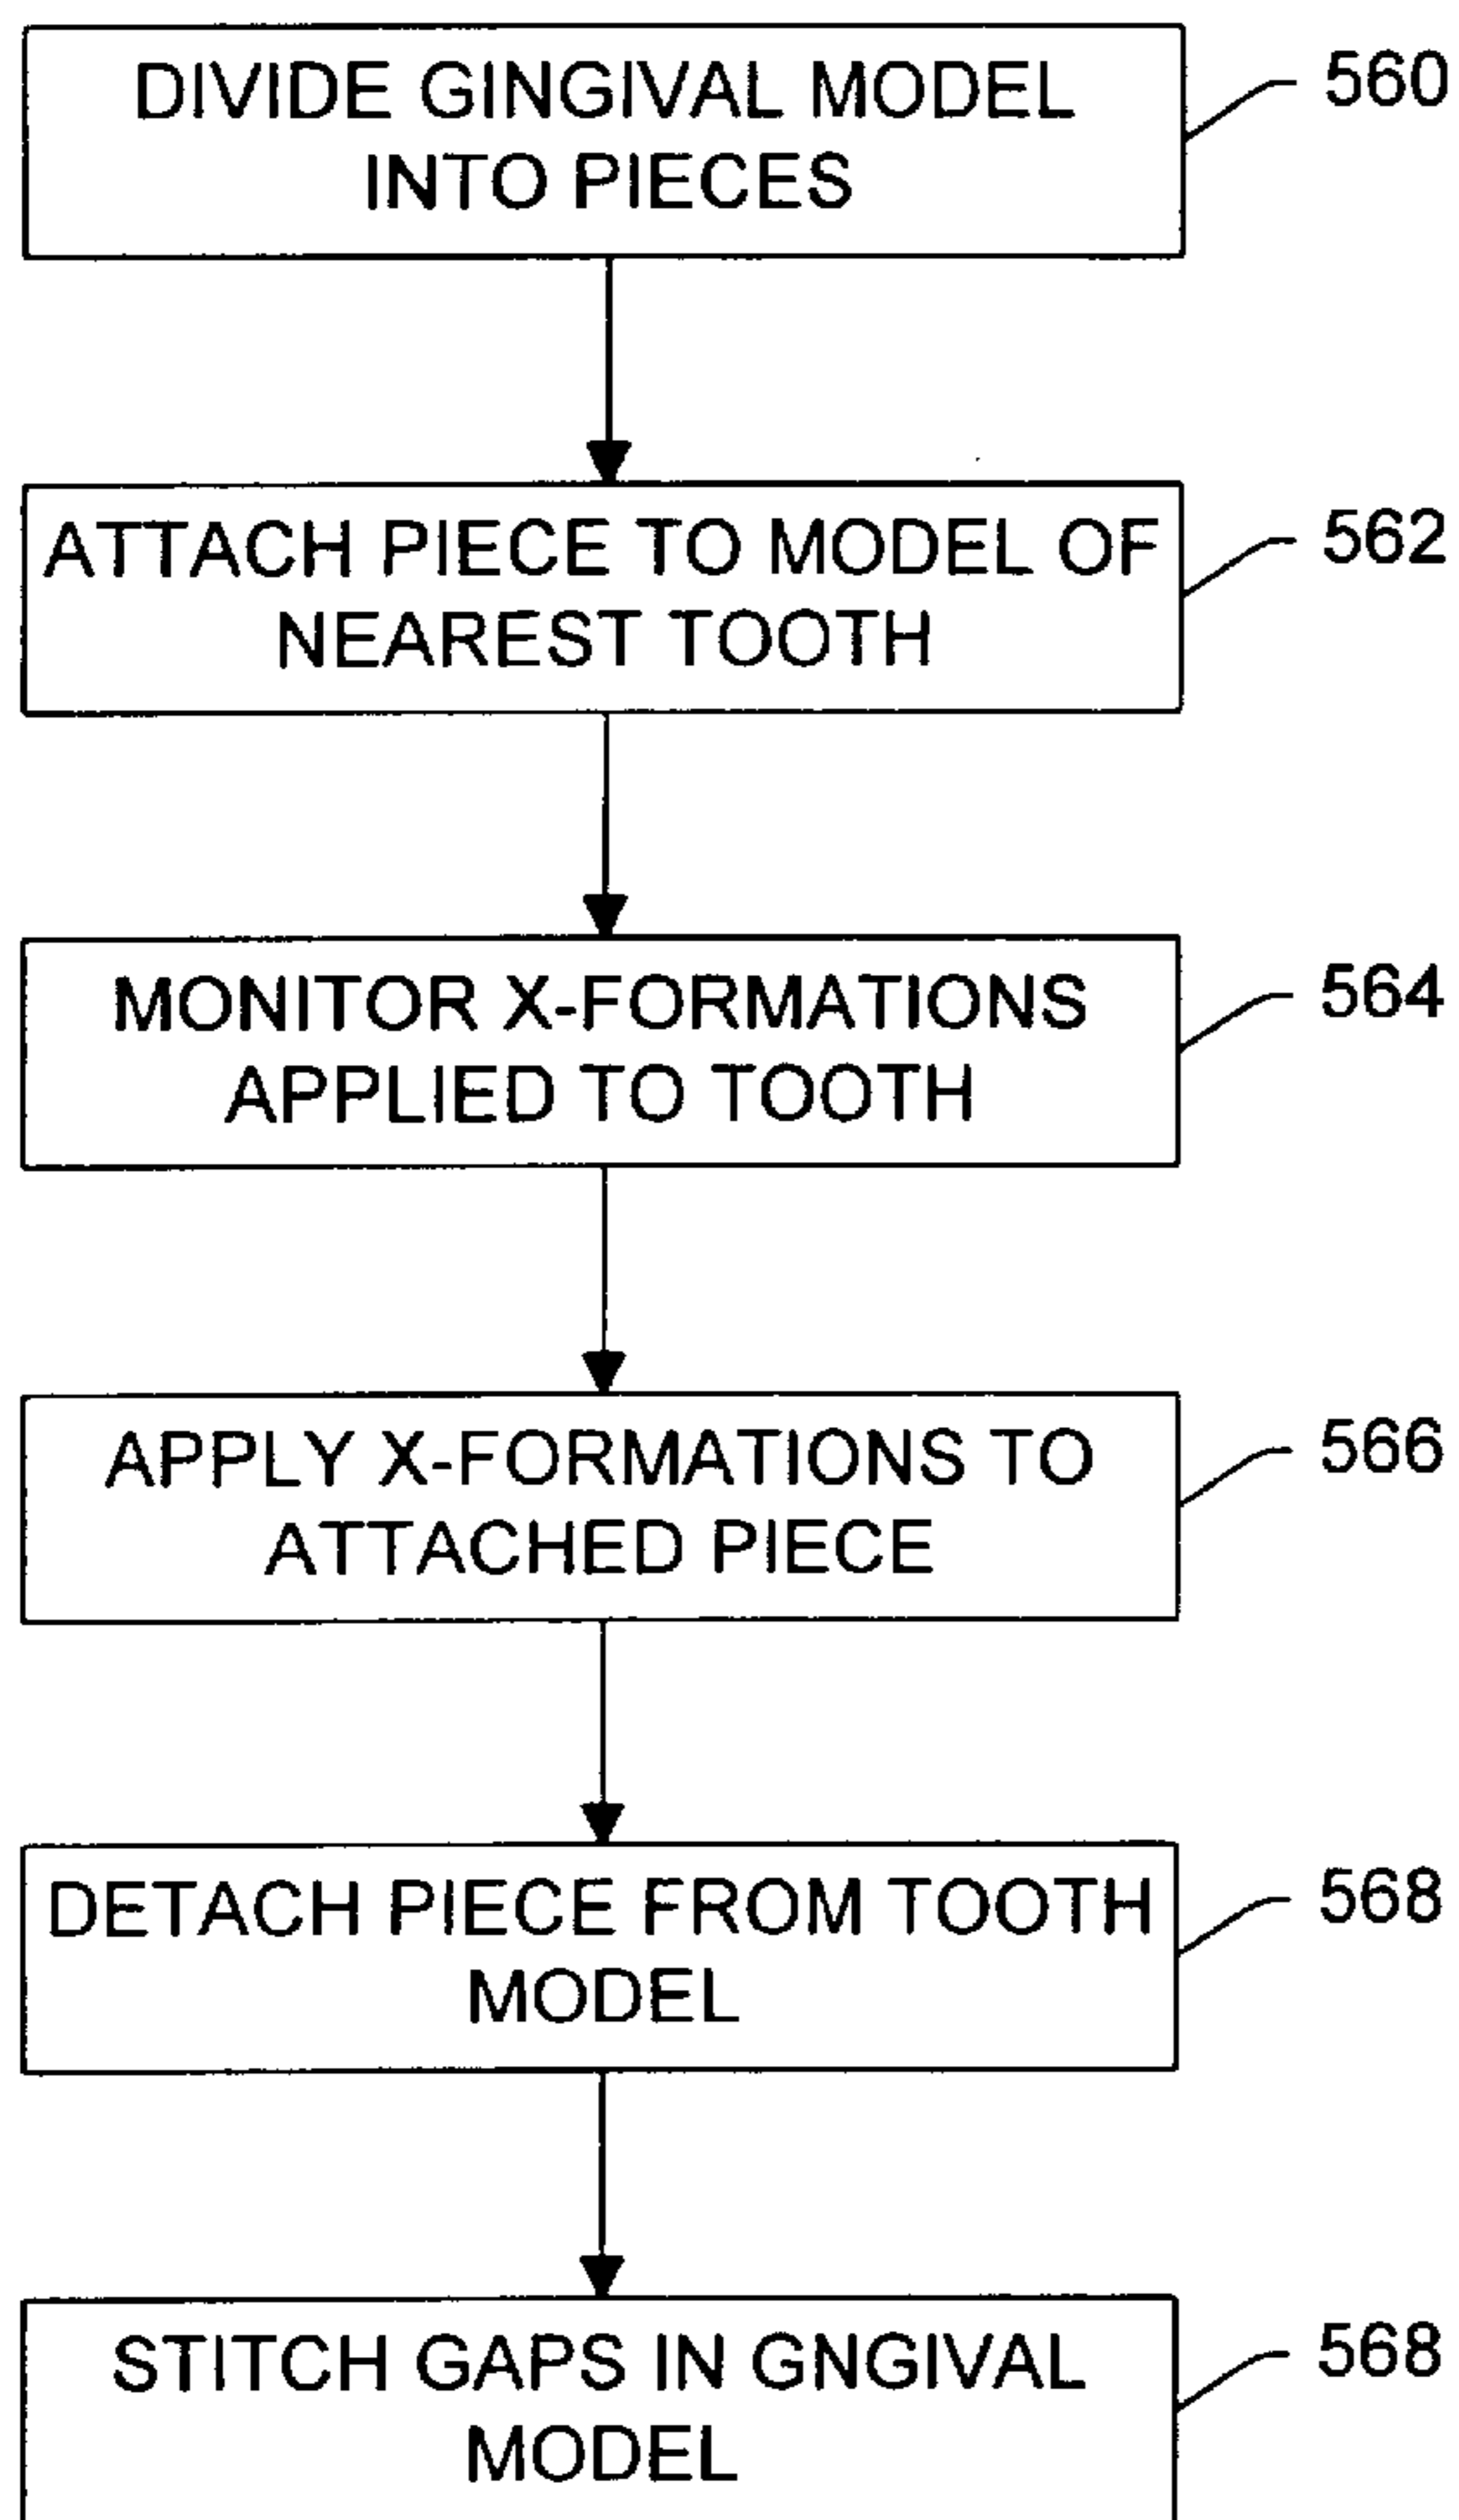 DIVIDE GINGIVAL MODEL
INTO PIECES
560
ATTACH PIECE TO MODEL OF
NEAREST TOOTH
562
MONITOR X-FORMATIONS
APPLIED TO TOOTH
564
APPLY X-FORMATIONS TO
ATTACHED PIECE
566
DETACH PIECE FROM TOOTH
MODEL
568
STITCH GAPS IN GNGIVAL
MODEL
568